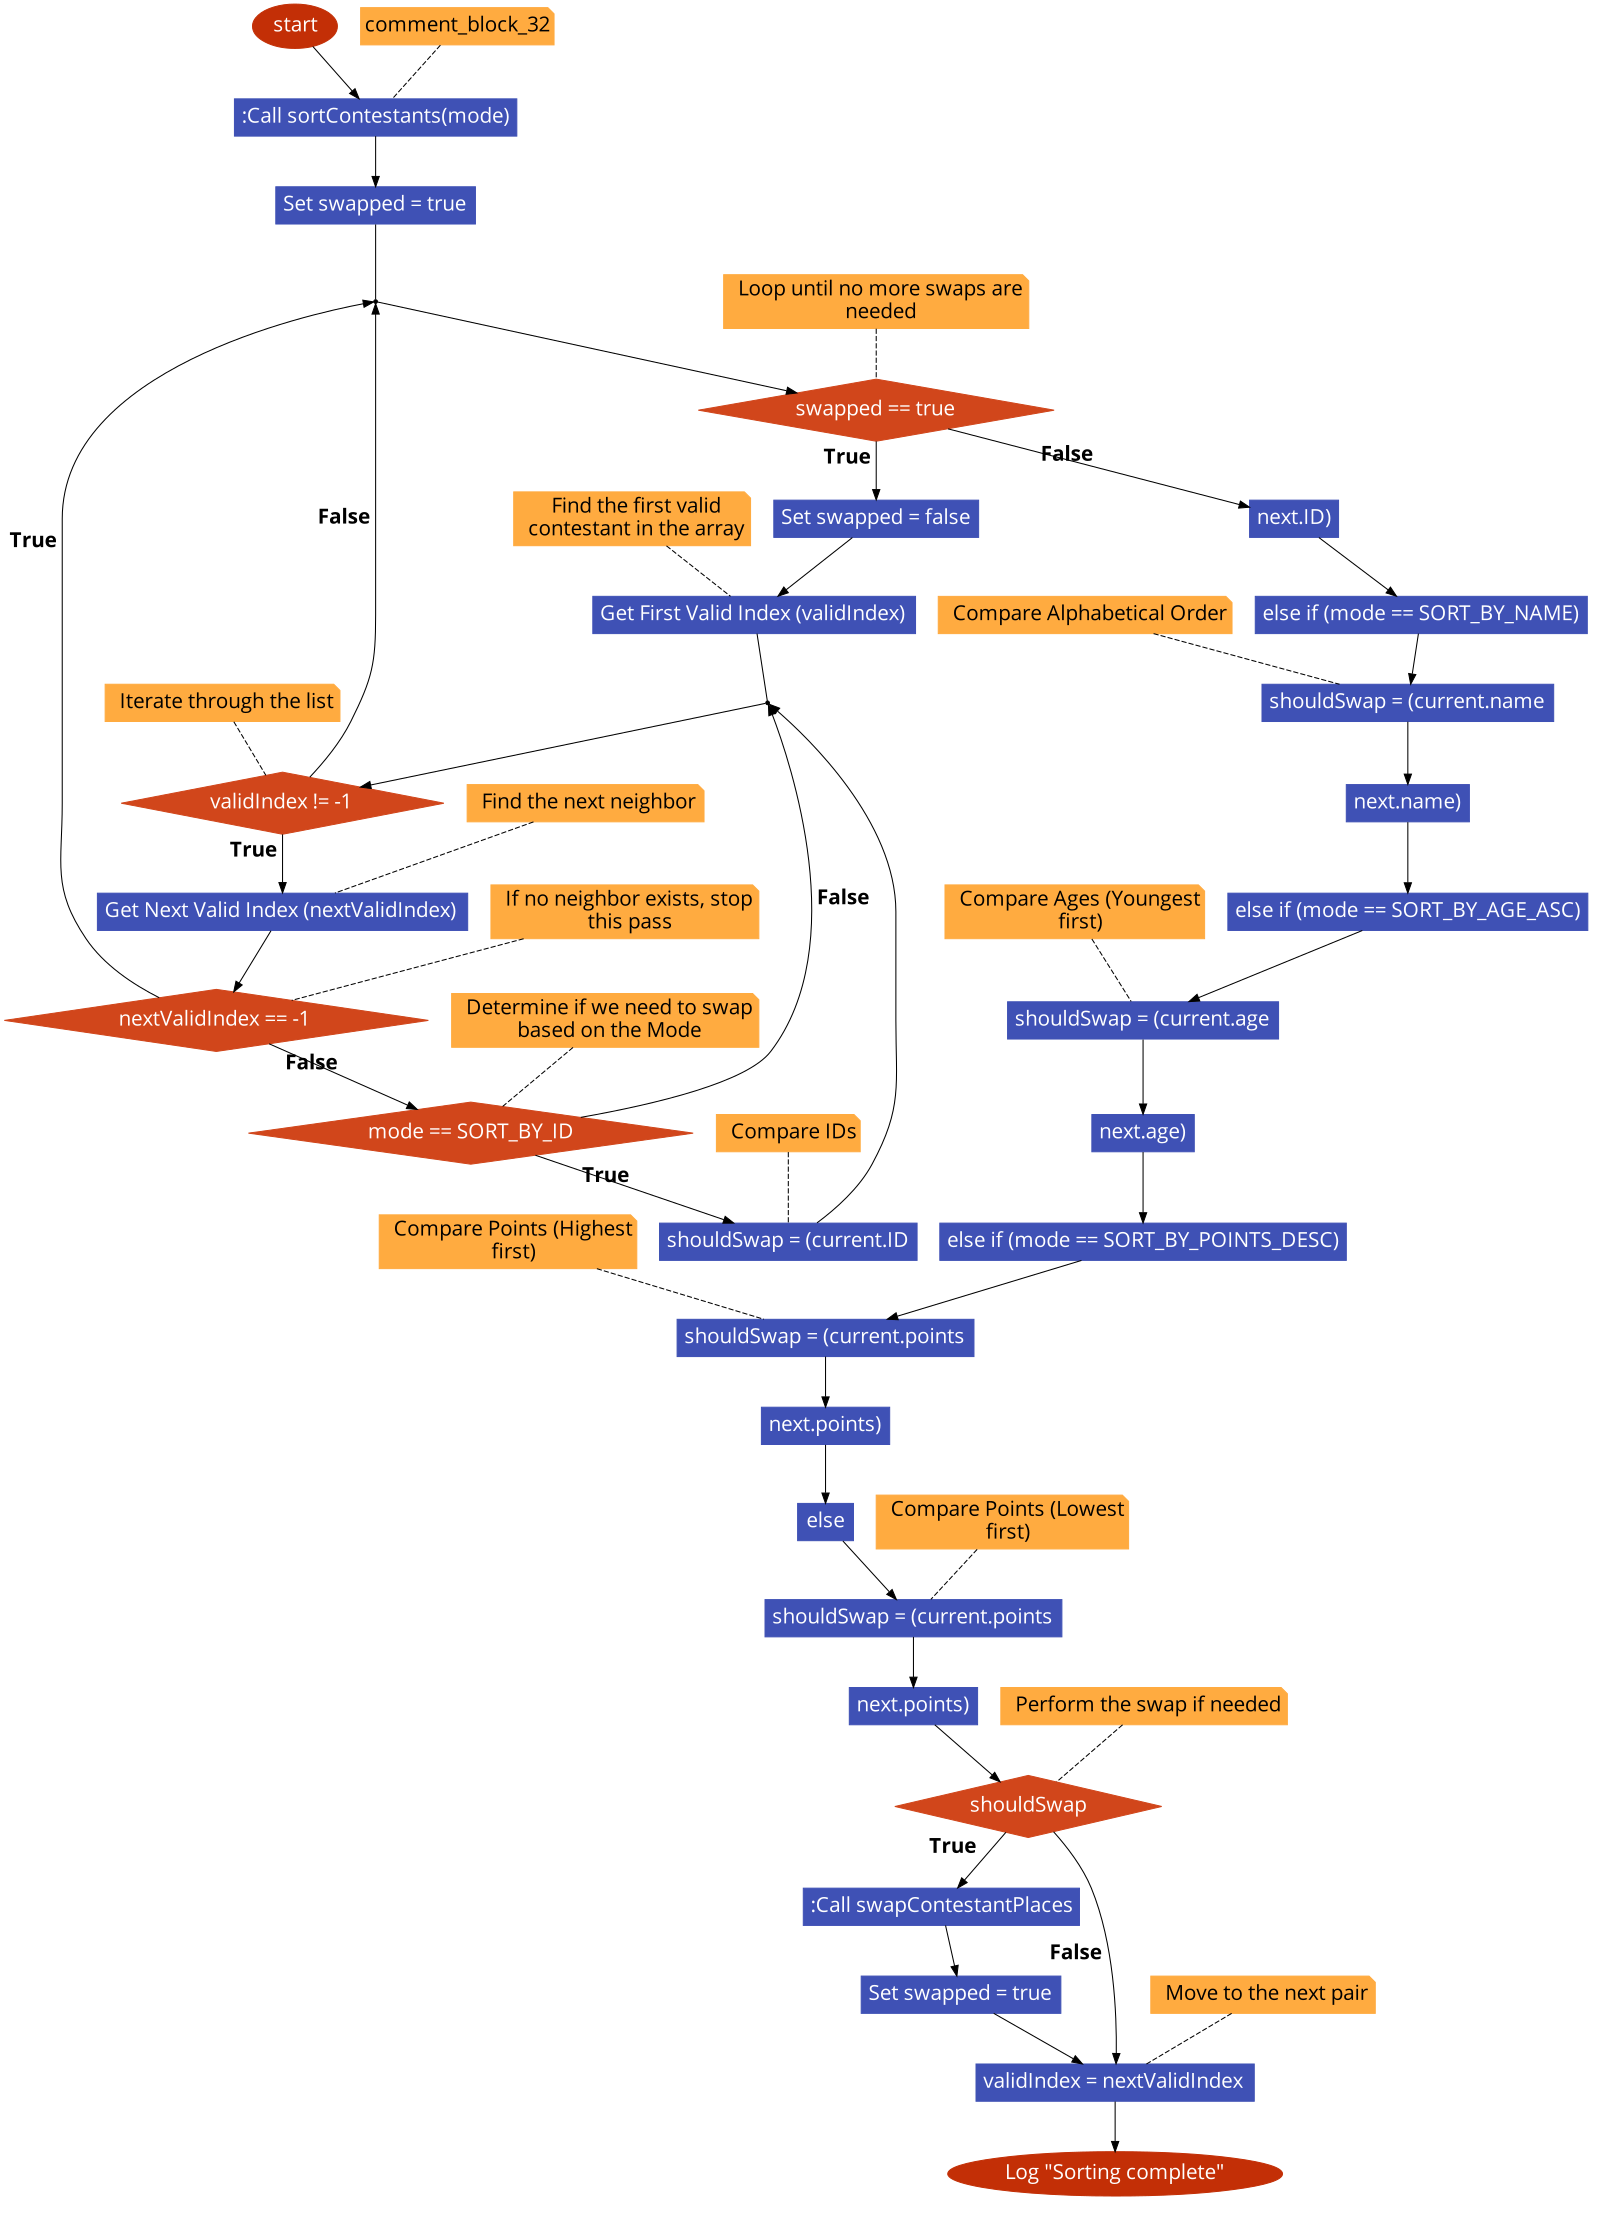 start
comment_block_32
:Call sortContestants(mode)
Set swapped = true
Loop until no more swaps are
needed
swapped == true
True
False
Find the first valid
contestant in the array
Set swapped = false
next.ID)
True
False
Get First Valid Index (validIndex)
Compare Alphabetical Order
else if (mode == SORT_BY_NAME)
Iterate through the list
shouldSwap = (current.name
validIndex != -1
Find the next neighbor
next.name)
True
Get Next Valid Index (nextValidIndex)
If no neighbor exists, stop
this pass
False
Compare Ages (Youngest
first)
else if (mode == SORT_BY_AGE_ASC)
nextValidIndex == -1
Determine if we need to swap
based on the Mode
shouldSwap = (current.age
False
mode == SORT_BY_ID
Compare IDs
next.age)
True
Compare Points (Highest
first)
shouldSwap = (current.ID
else if (mode == SORT_BY_POINTS_DESC)
shouldSwap = (current.points
next.points)
else
Compare Points (Lowest
first)
shouldSwap = (current.points
next.points)
Perform the swap if needed
shouldSwap
True
:Call swapContestantPlaces
False
Set swapped = true
Move to the next pair
validIndex = nextValidIndex
Log "Sorting complete"